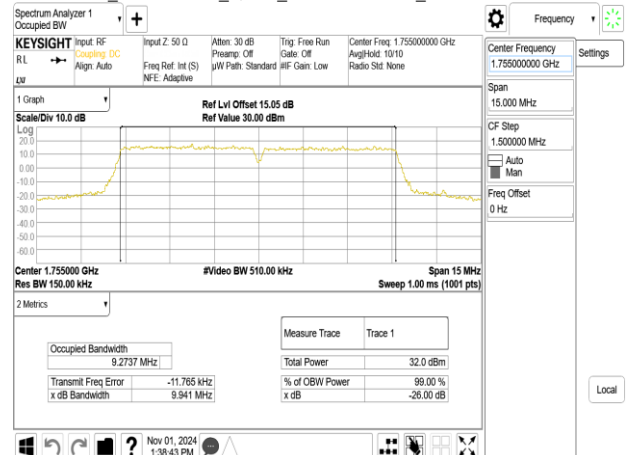 Spectrum Analyzer 1
Occupied BW
Frequency
KEYSIGHT
RL
Input: RF
Coupling: DC
Align: Auto
Input Z: 50 Ω
Freq Ref: Int (S)
NFE: Adaptive
Atten: 30 dB
Preamp: Off
µW Path: Standard
Trig: Free Run
Gate: Off
#IF Gain: Low
Center Freq: 1.755000000 GHz
Avg|Hold: 10/10
Radio Std: None
Center Frequency
1.755000000 GHz
Settings
Span
15.000 MHz
CF Step
1.500000 MHz
Auto
Man
Freq Offset
0 Hz
1 Graph
Scale/Div 10.0 dB
Ref Lvl Offset 15.05 dB
Ref Value 30.00 dBm
Log
20.0
10.0
0.00
-10.0
-20.0
-30.0
-40.0
-50.0
-60.0
Center 1.755000 GHz
#Video BW 510.00 kHz
Span 15 MHz
Res BW 150.00 kHz
Sweep 1.00 ms (1001 pts)
2 Metrics
Measure Trace Trace 1
Occupied Bandwidth
9.2737 MHz
Total Power 32.0 dBm
Transmit Freq Error -11.765 kHz
% of OBW Power 99.00 %
x dB Bandwidth 9.941 MHz
x dB -26.00 dB
Local
Nov 01, 2024
1:38:43 PM